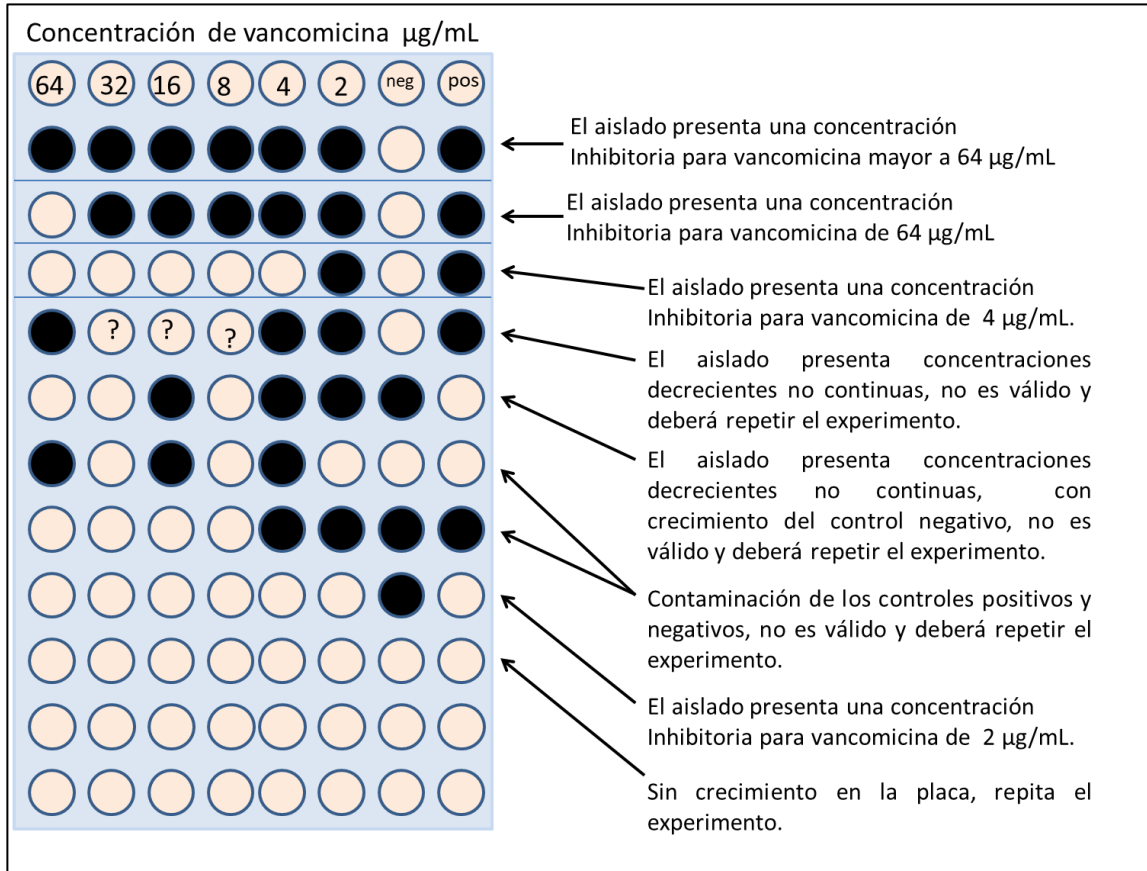 Concentración de vancomicina µg/mL
64 32 16 8 4 2 neg pos
El aislado presenta una concentración
Inhibitoria para vancomicina mayor a 64 µg/mL
El aislado presenta una concentración
Inhibitoria para vancomicina de 64 µg/mL
El aislado presenta una concentración
Inhibitoria para vancomicina de 4 µg/mL.
? ? ?
El aislado presenta concentraciones
decrecientes no continuas, no es válido y
deberá repetir el experimento.
El aislado presenta concentraciones
decrecientes no continuas, con
crecimiento del control negativo, no es
válido y deberá repetir el experimento.
Contaminación de los controles positivos y
negativos, no es válido y deberá repetir el
experimento.
El aislado presenta una concentración
Inhibitoria para vancomicina de 2 µg/mL.
Sin crecimiento en la placa, repita el
experimento.